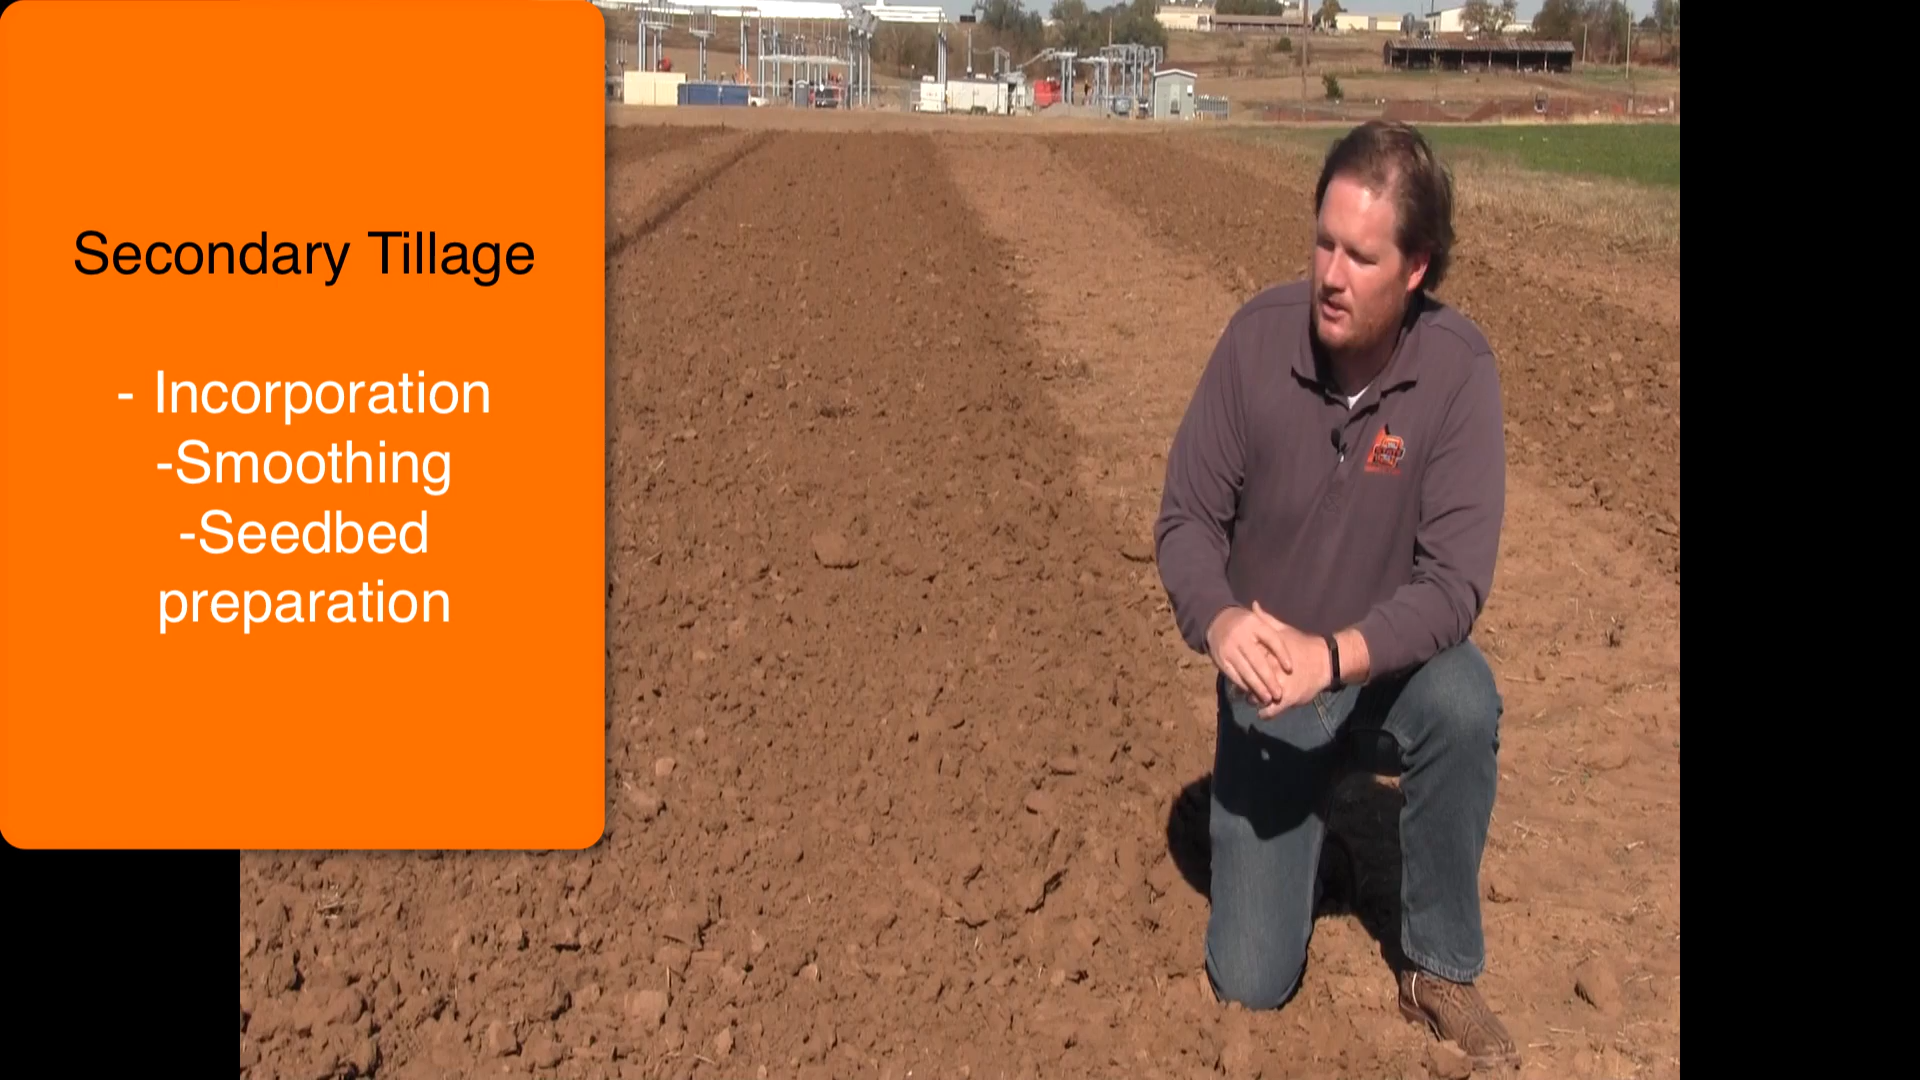 Secondary Tillage
- Incorporation
-Smoothing
-Seedbed
preparation